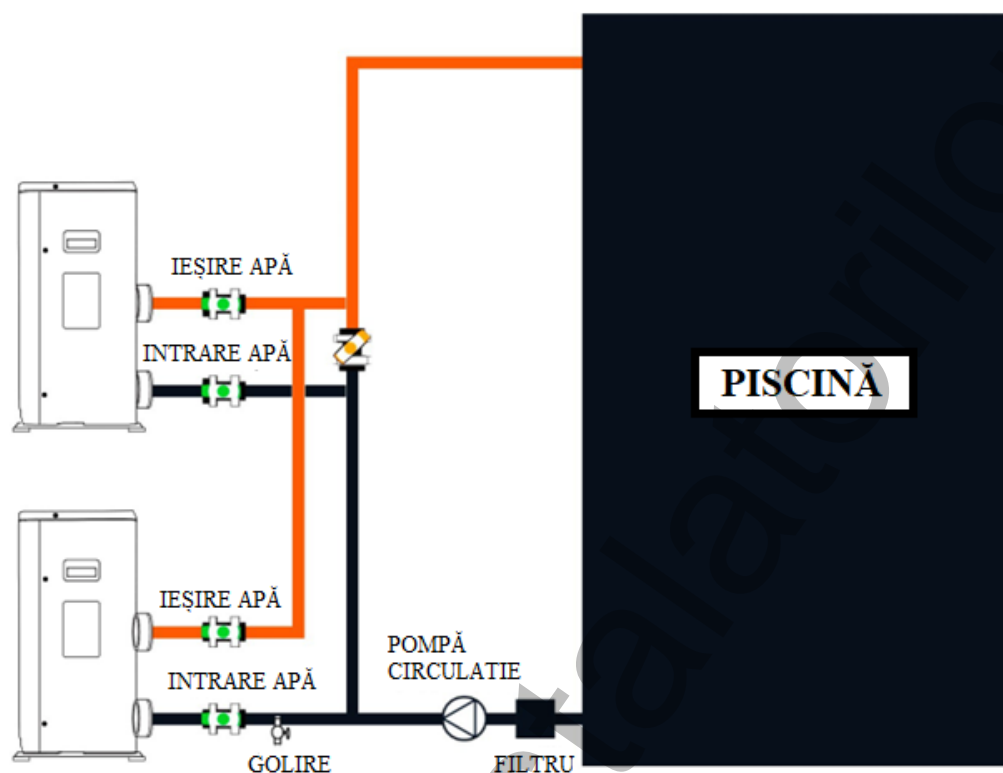 IEȘIRE APĂ
INTRARE APĂ
PISCINĂ
IEȘIRE APĂ
INTRARE APĂ
POMPĂ
CIRCULATIE
GOLIRE
FILTRU